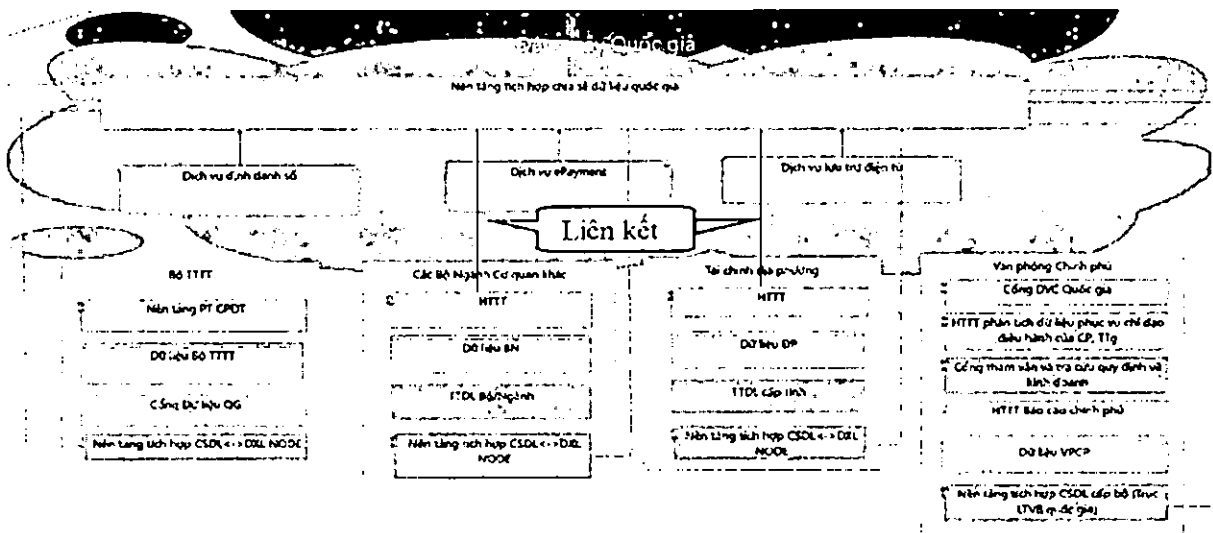 Quốc gia
Nền tảng tích hợp chia sẻ dữ liệu quốc gia
Dịch vụ định danh số
Dịch vụ ePayment
Dịch vụ lưu trữ điện tử
Liên kết
Bộ TTTT
Nền tảng PT CPDT
Dữ liệu Bộ TTTT
Cổng Dữ liệu QG
Nền tảng tích hợp CSDL<->DXL NODE
Các Bộ Ngành Cơ quan khác
HTTT
Dữ liệu BN
TTDL Bộ/Ngành
Nền tảng tích hợp CSDL<->DXL
NODE
Tài chính địa phương
HTTT
Dữ liệu ĐP
TTDL cấp tỉnh
Nền tảng tích hợp CSDL<->DXL
NODE
Văn phòng Chính phủ
Cổng DVC Quốc gia
HTTT phân tích dữ liệu phục vụ chỉ đạo
điều hành của CP, TTg
Cổng tham vấn và tra cứu quy định về
kinh doanh
HTTT Báo cáo chính phủ
Dữ liệu VPCP
Nền tảng tích hợp CSDL cấp bộ (Trục
LTVB quốc gia)